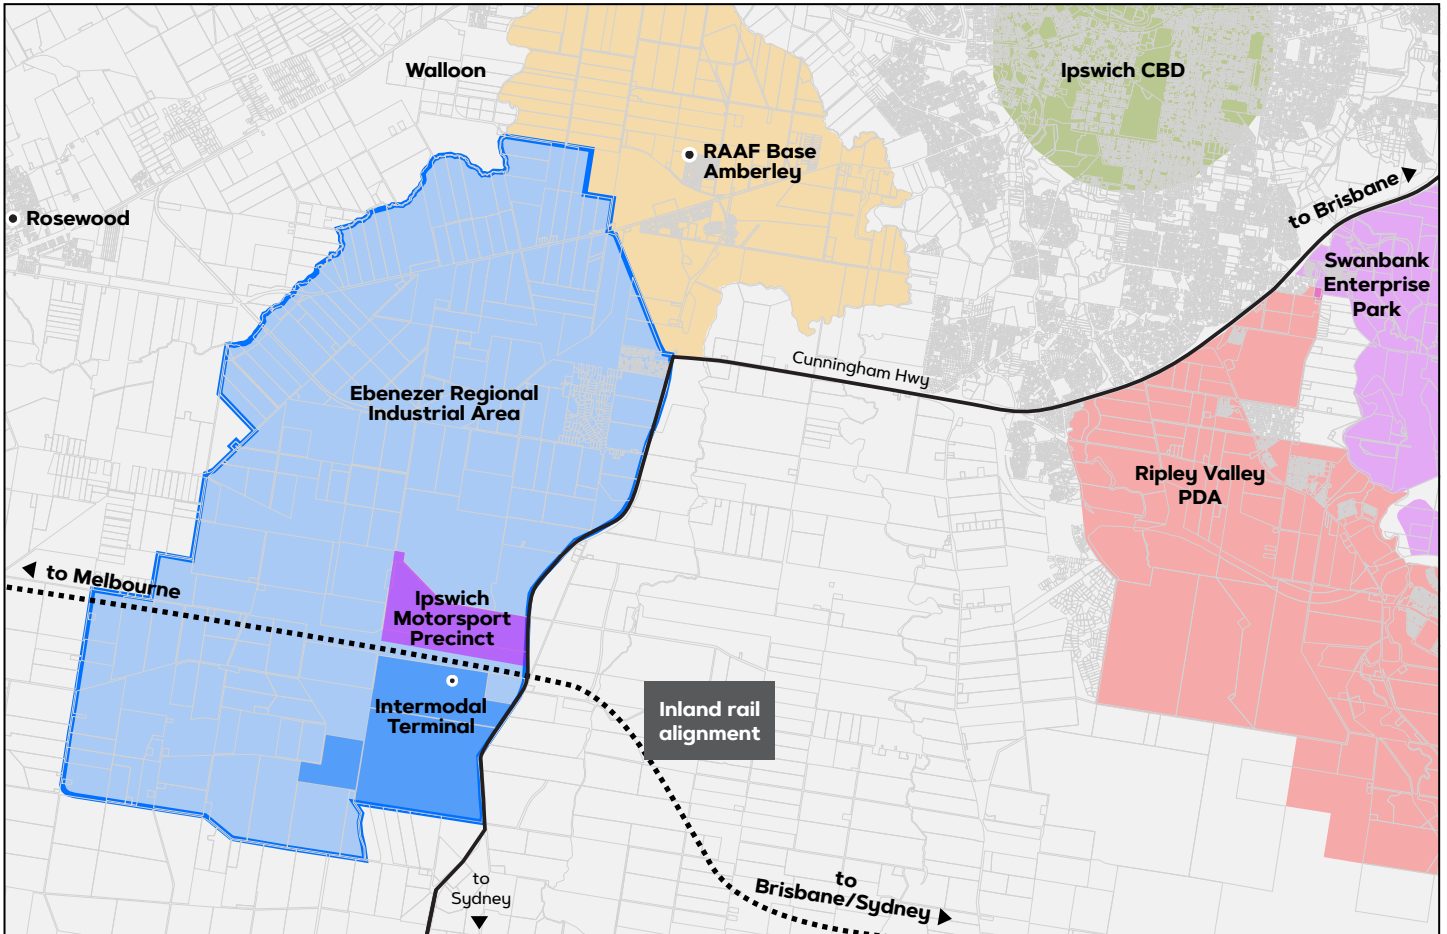 Walloon
Ipswich CBD
RAAF Base
Amberley
to Brisbane
Rosewood
Swanbank
Enterprise
Park
Cunningham Hwy
Ebenezer Regional
Industrial Area
Ripley Valley
PDA
to Melbourne
Ipswich
Motorsport
Precinct
Intermodal
Terminal
Inland rail
alignment
to
Sydney
to
Brisbane/Sydney